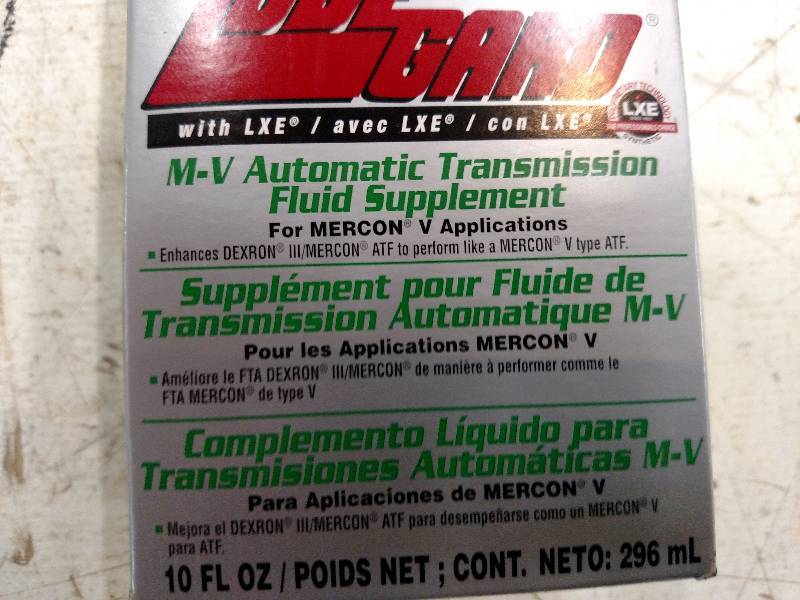 LUBEGARD®
with LXE® / avec LXE® / con LXE®
LXE
M-V Automatic Transmission
Fluid Supplement
For MERCON® V Applications
▪ Enhances DEXRON® III/MERCON® ATF to perform like a MERCON® V type ATF.
Supplément pour Fluide de
Transmission Automatique M-V
Pour les Applications MERCON® V
▪ Améliore le FTA DEXRON® III/MERCON® de manière à performer comme le
FTA MERCON® de type V
Complemento Líquido para
Transmisiones Automáticas M-V
Para Aplicaciones de MERCON® V
▪ Mejora el DEXRON® III/MERCON® ATF para desempeñarse como un MERCON® V
para ATF.
10 FL OZ / POIDS NET ; CONT. NETO: 296 mL